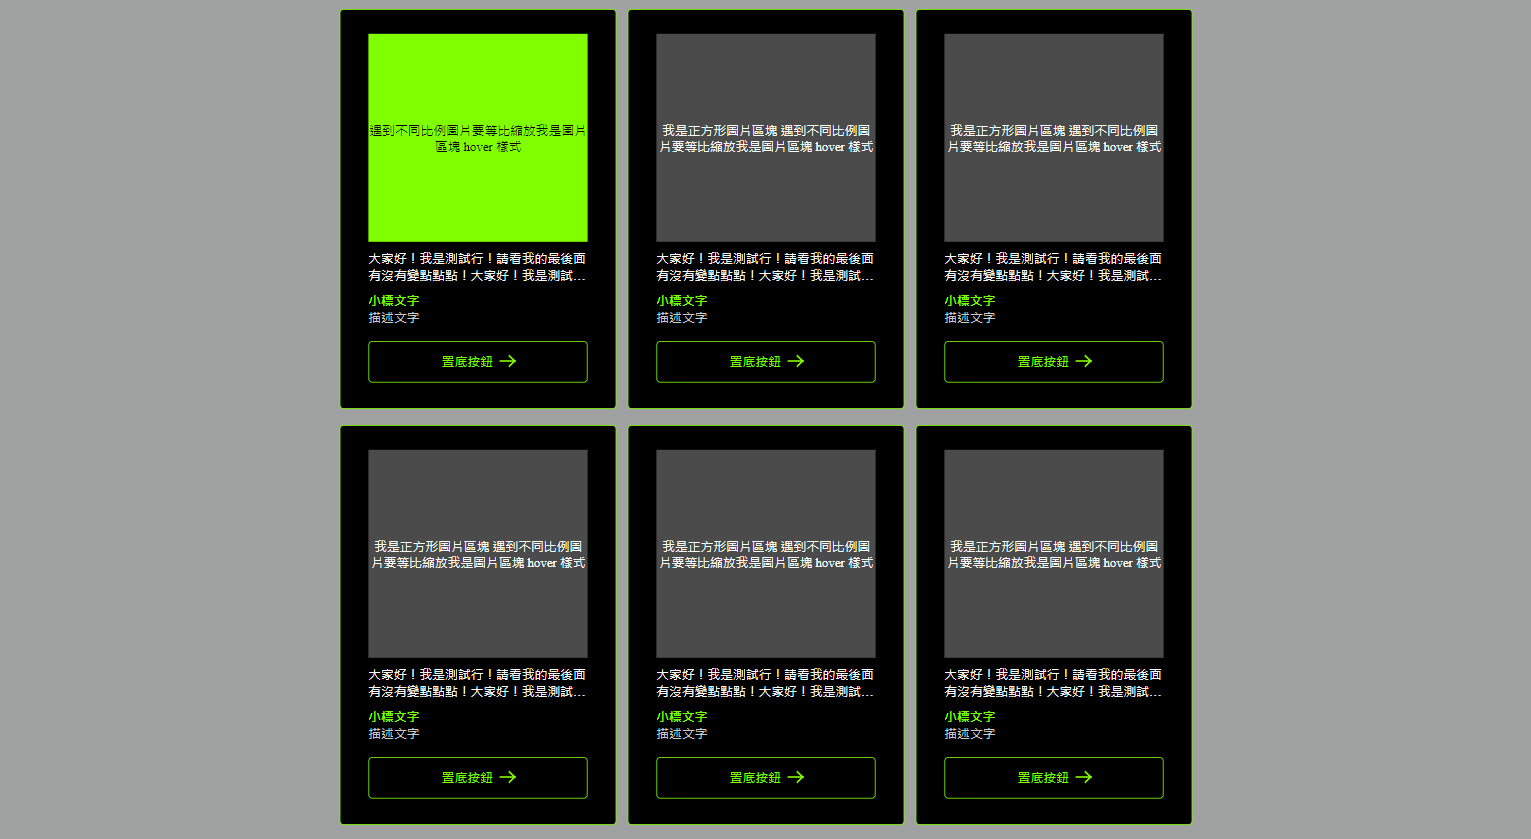 遇到不同比例圖片要等比縮放我是圖片
區塊 hover 樣式
大家好！我是測試行！請看我的最後面
有沒有變點點點！大家好！我是測試...
小標文字
描述文字
置底按鈕 →
我是正方形圖片區塊 遇到不同比例圖
片要等比縮放我是圖片區塊 hover 樣式
大家好！我是測試行！請看我的最後面
有沒有變點點點！大家好！我是測試...
小標文字
描述文字
置底按鈕 →
我是正方形圖片區塊 遇到不同比例圖
片要等比縮放我是圖片區塊 hover 樣式
大家好！我是測試行！請看我的最後面
有沒有變點點點！大家好！我是測試...
小標文字
描述文字
置底按鈕 →
我是正方形圖片區塊 遇到不同比例圖
片要等比縮放我是圖片區塊 hover 樣式
大家好！我是測試行！請看我的最後面
有沒有變點點點！大家好！我是測試...
小標文字
描述文字
置底按鈕 →
我是正方形圖片區塊 遇到不同比例圖
片要等比縮放我是圖片區塊 hover 樣式
大家好！我是測試行！請看我的最後面
有沒有變點點點！大家好！我是測試...
小標文字
描述文字
置底按鈕 →
我是正方形圖片區塊 遇到不同比例圖
片要等比縮放我是圖片區塊 hover 樣式
大家好！我是測試行！請看我的最後面
有沒有變點點點！大家好！我是測試...
小標文字
描述文字
置底按鈕 →